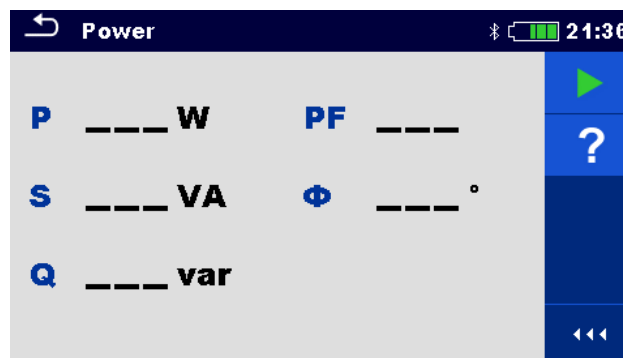 Power 21:36
P ___ W PF ___
S ___ VA Φ ___ °
Q ___ var
?